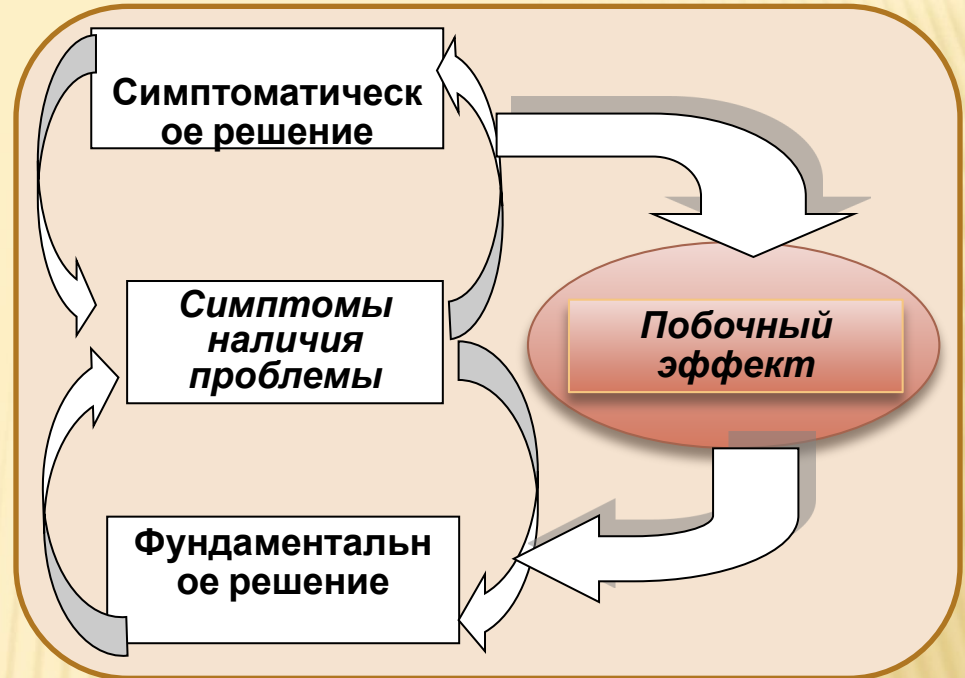 Симптоматическ
ое решение
Симптомы
наличия
проблемы
Побочный
эффект
Фундаментальн
ое решение